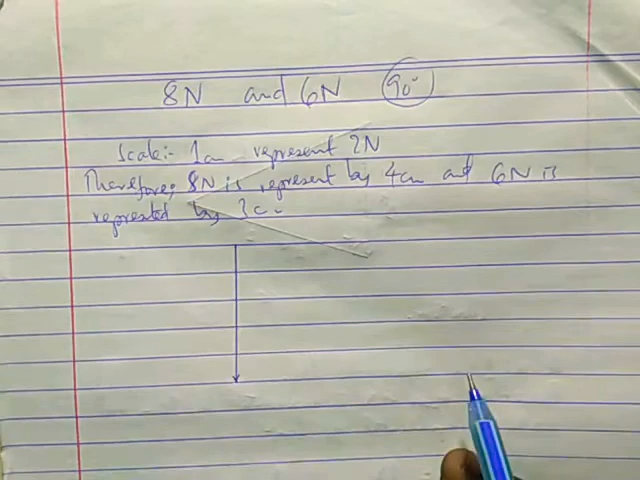 8N and 6N 90°
Scale:- 1cm represent 2N
Therefore; 8N is represent by 4cm and 6N is
represted by 3cm